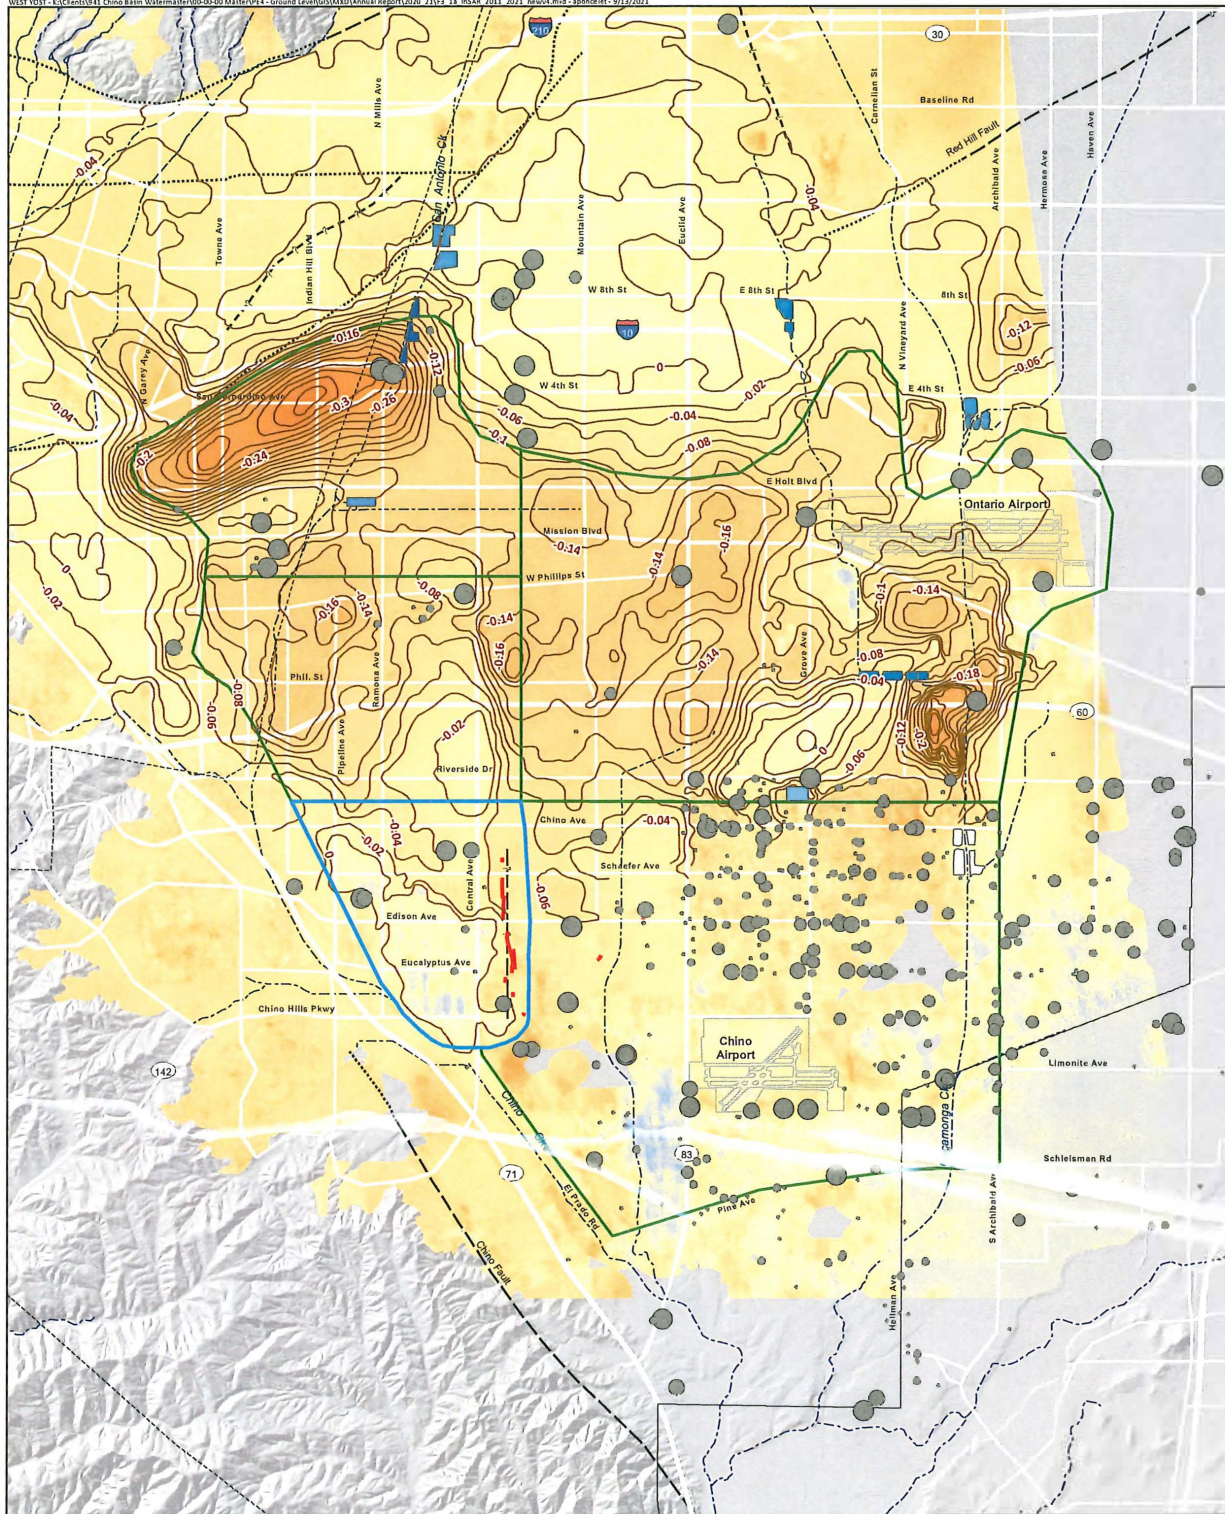 WEST YOST - K:\Clients\941 Chino Basin Watermaster\00-00-00 Master\PE4 - Ground Level\GIS\MXD\Annual Report\2020_21\F3_1a_InSAR_2011_2021_newv4.mxd - aponcelet - 9/13/2021
210
30
N Mills Ave
Carnelian St
Baseline Rd
Haven Ave
Red Hill Fault
-0.04
San Antonio Ck
Archibald Ave
Hermosa Ave
-0.04
Towne Ave
Indian Hill Blvd
Mountain Ave
Euclid Ave
W 8th St
E 8th St
8th St
-0.16
10
N Vineyard Ave
-0.12
N Garey Ave
-0.12
0
-0.06
San Bernardino Ave
-0.3
-0.26
W 4th St
-0.02
E 4th St
-0.04
-0.06
-0.04
-0.1
-0.08
-0.2
-0.24
E Holt Blvd
Ontario Airport
Mission Blvd
-0.14
-0.16
-0.14
0
W Phillips St
-0.02
-0.08
-0.1
-0.14
-0.16
-0.14
-0.14
-0.16
Grove Ave
-0.08
-0.14
-0.04
-0.18
Phil. St
Ramona Ave
-0.08
-0.06
60
Pipeline Ave
-0.02
-0.12
-0.2
0
-0.06
Riverside Dr
Chino Ave
-0.04
-0.04
-0.02
0
Schaefer Ave
Central Ave
-0.06
Edison Ave
Eucalyptus Ave
Chino Hills Pkwy
Chino
Airport
142
Limonite Ave
Chino Ck
83
Schleisman Rd
71
El Prado Rd
Pine Ave
S Archibald Ave
Chino Fault
Hellman Ave